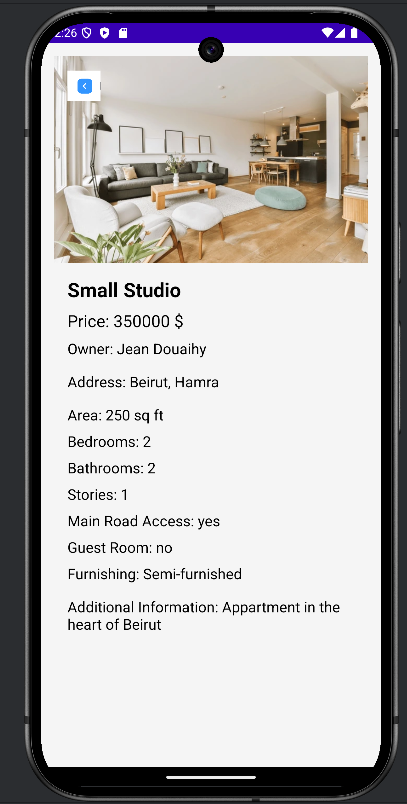 2:26
Small Studio
Price: 350000 $
Owner: Jean Douaihy
Address: Beirut, Hamra
Area: 250 sq ft
Bedrooms: 2
Bathrooms: 2
Stories: 1
Main Road Access: yes
Guest Room: no
Furnishing: Semi-furnished
Additional Information: Appartment in the
heart of Beirut